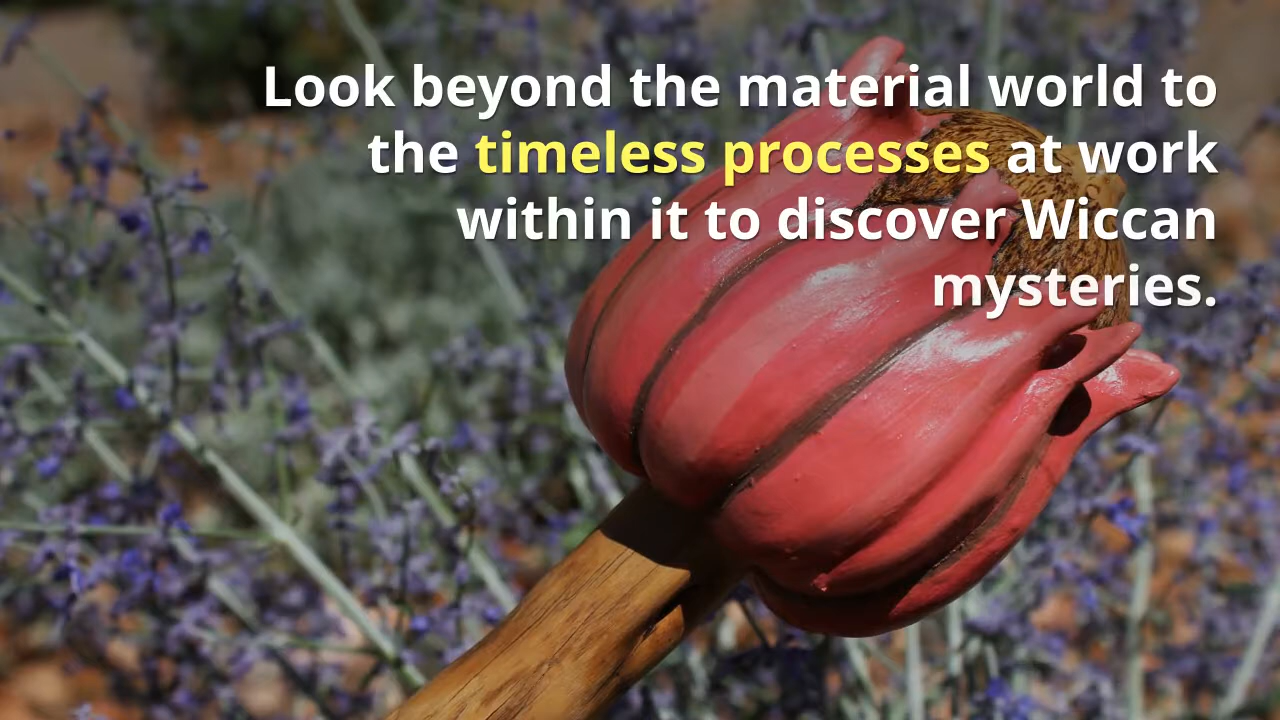 Look beyond the material world to
the timeless processes at work
within it to discover Wiccan
mysteries.